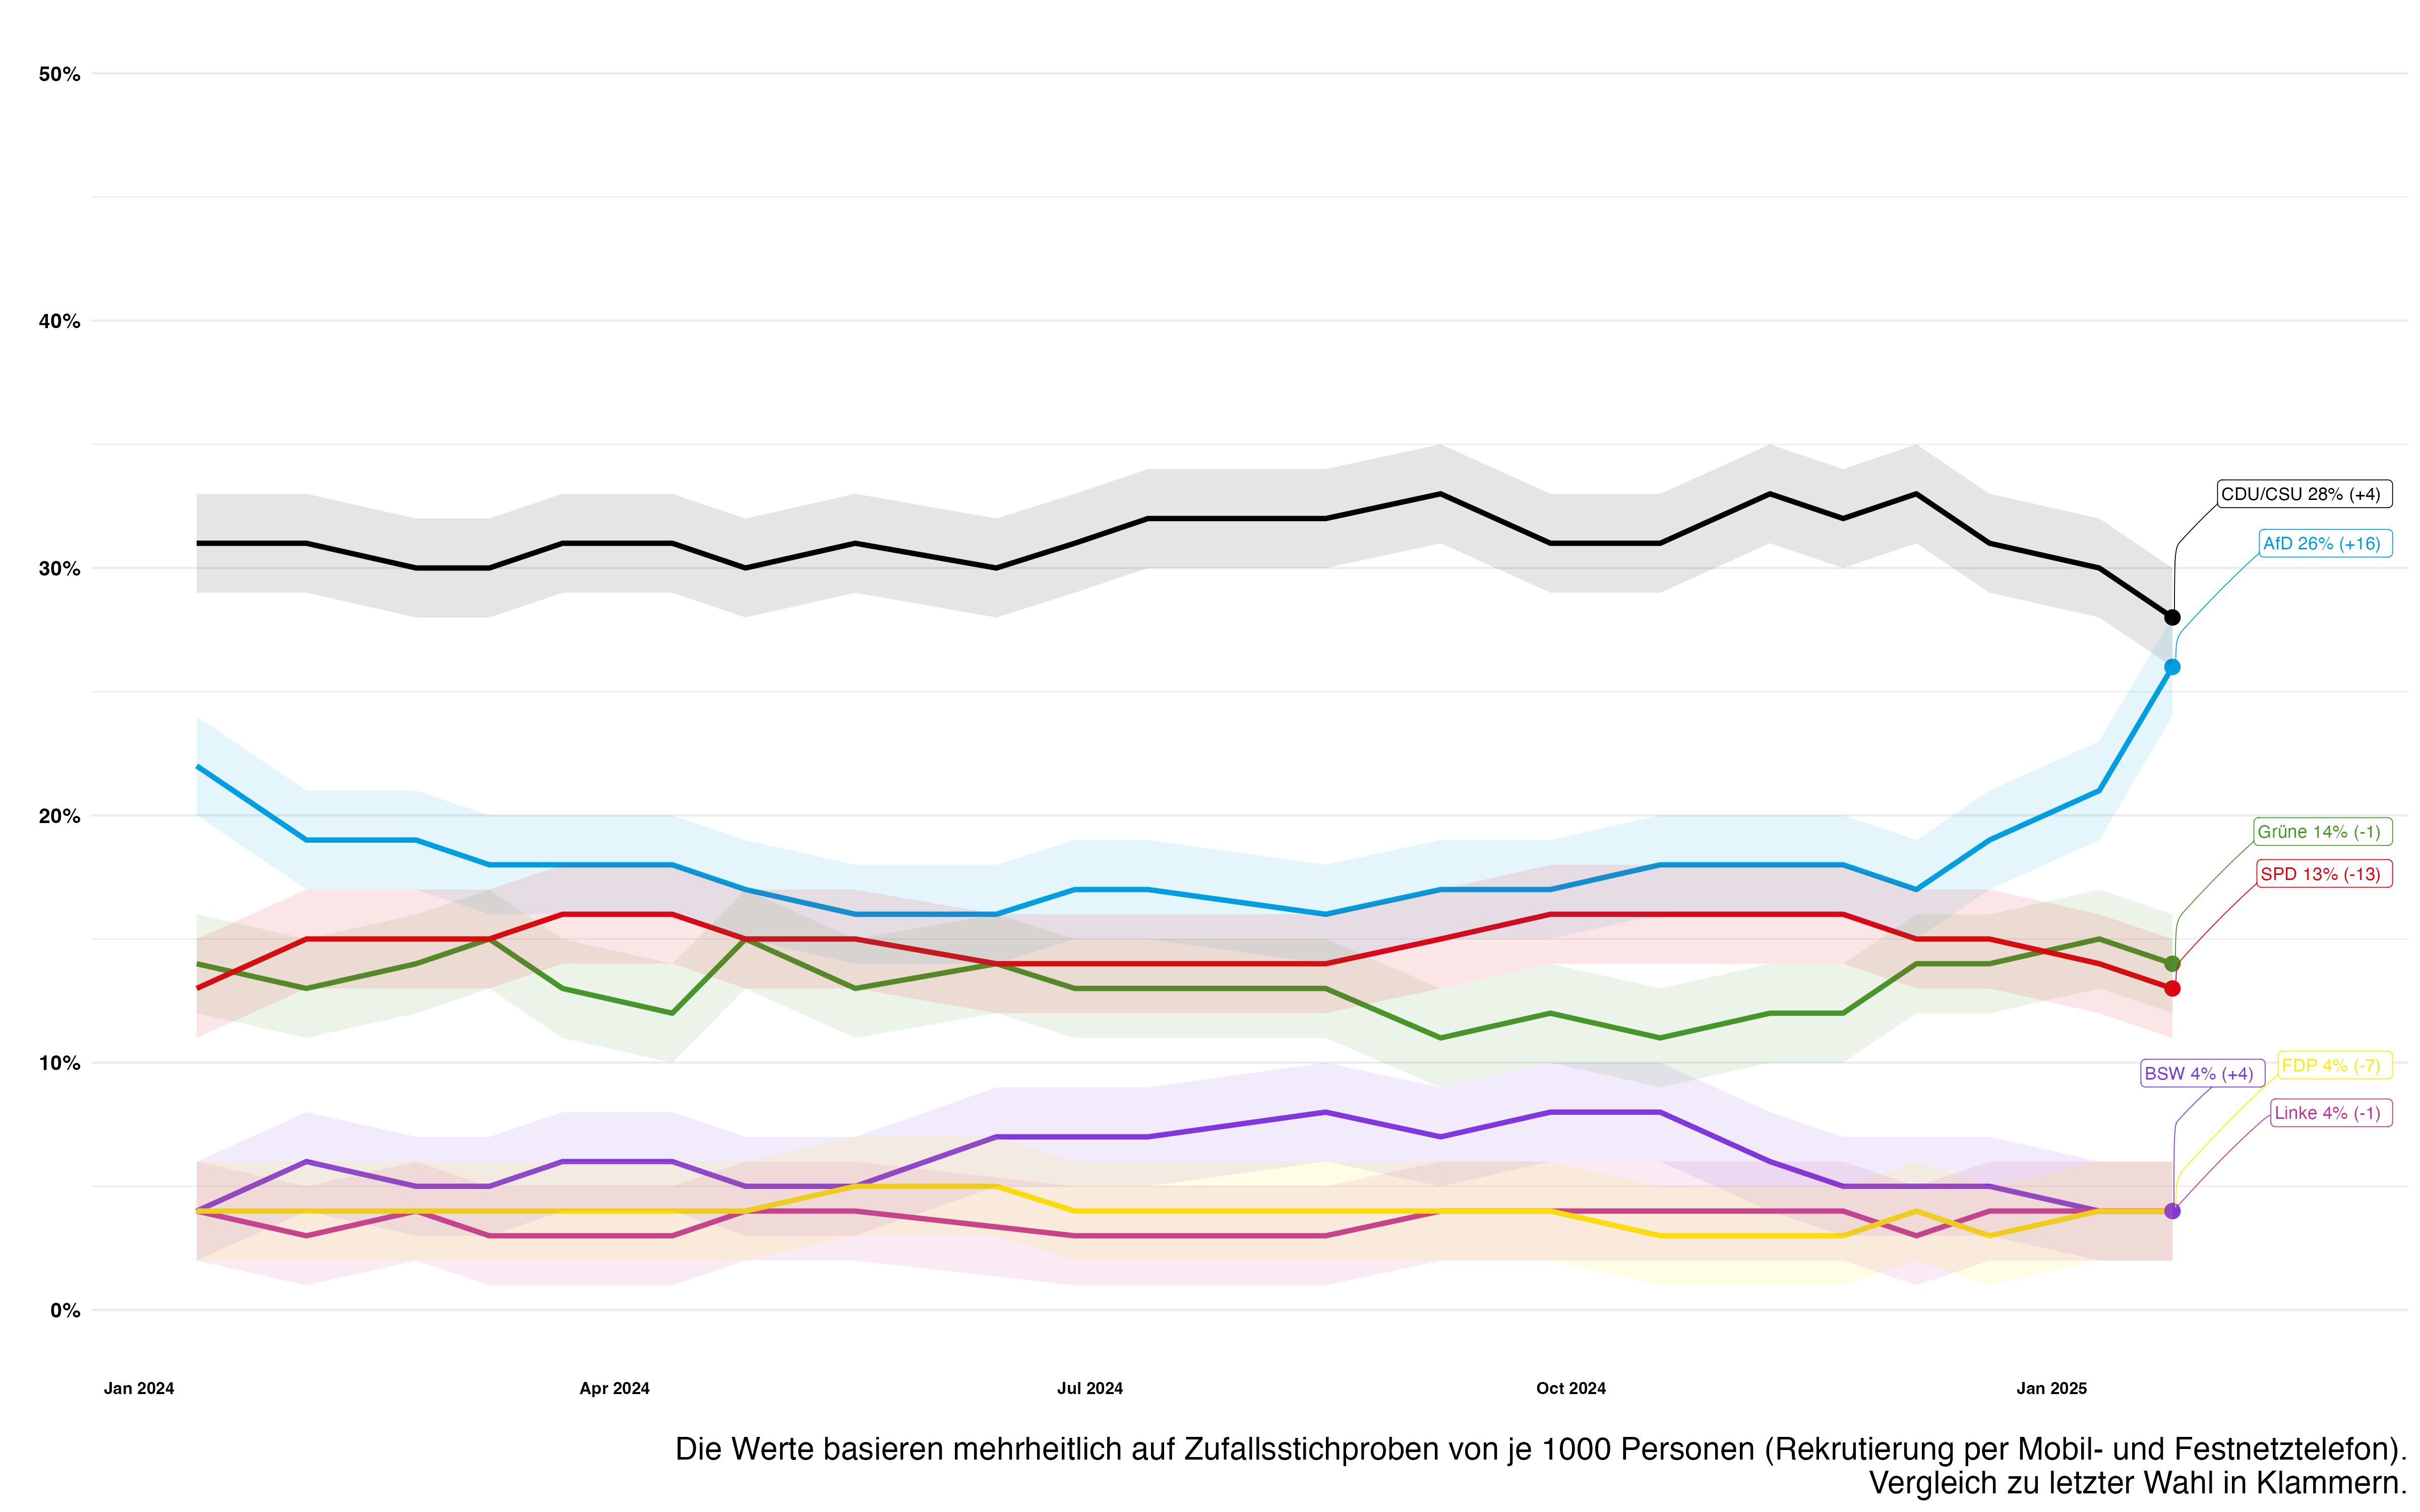 50%
40%
30%
20%
10%
0%
CDU/CSU 28% (+4)
AfD 26% (+16)
Grüne 14% (-1)
SPD 13% (-13)
FDP 4% (-7)
BSW 4% (+4)
Linke 4% (-1)
Jan 2024
Apr 2024
Jul 2024
Oct 2024
Jan 2025
Die Werte basieren mehrheitlich auf Zufallsstichproben von je 1000 Personen (Rekrutierung per Mobil- und Festnetztelefon).
Vergleich zu letzter Wahl in Klammern.